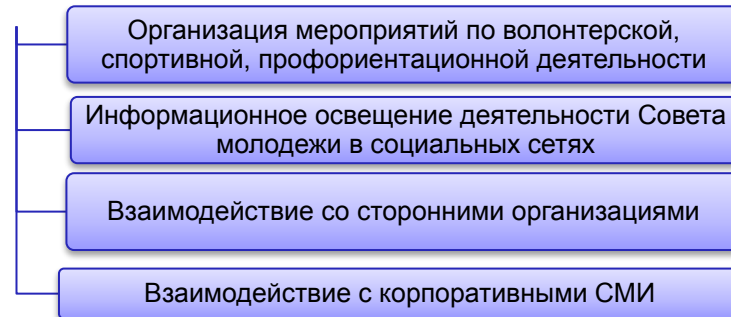 Организация мероприятий по волонтерской,
спортивной, профориентационной деятельности
Информационное освещение деятельности Совета
молодежи в социальных сетях
Взаимодействие со сторонними организациями
Взаимодействие с корпоративными СМИ